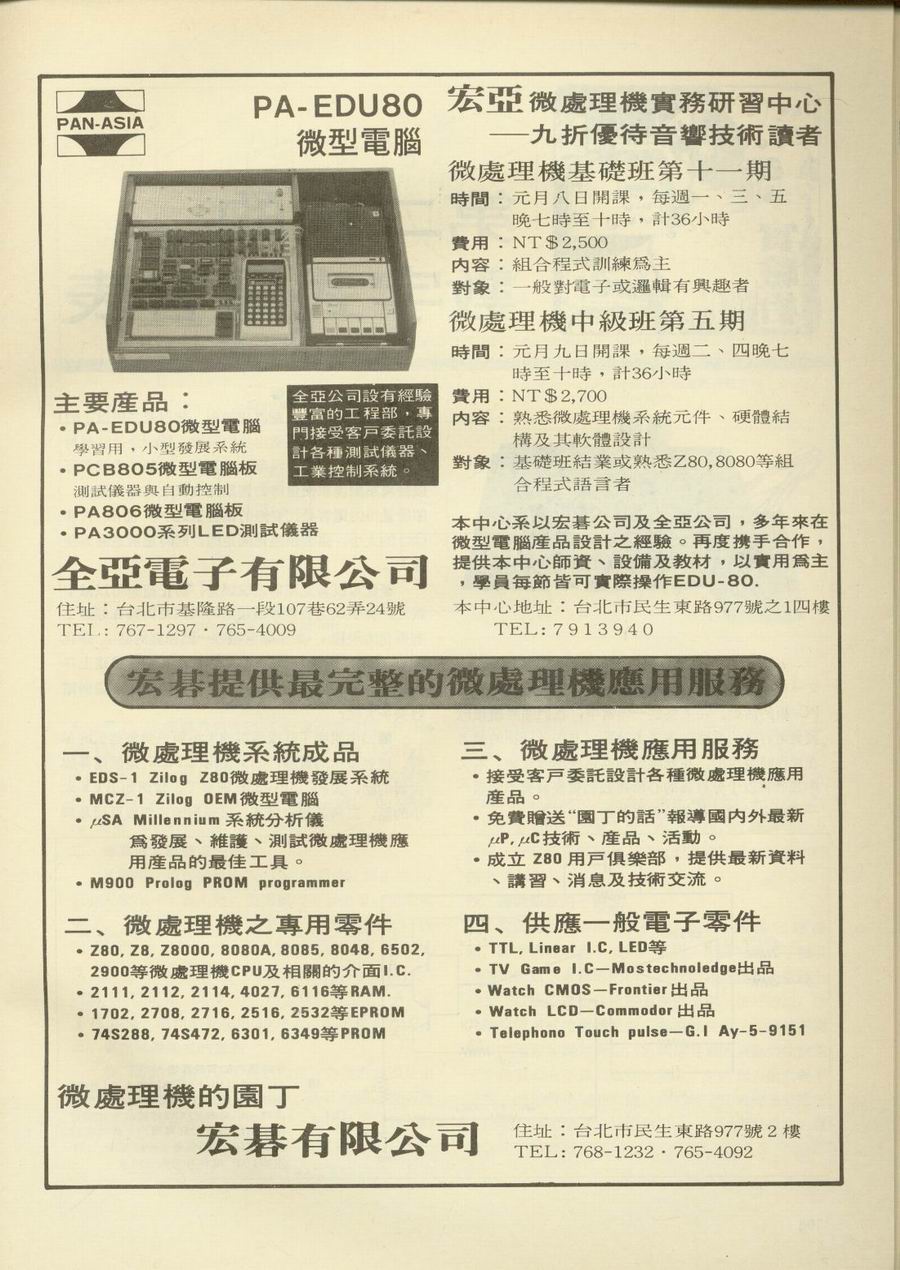 PAN-ASIA
PA-EDU80
微型電腦
主要產品：
・PA-EDU80微型電腦
學習用，小型發展系統
・PCB805微型電腦板
測試儀器與自動控制
・PA806微型電腦板
・PA3000系列LED測試儀器
全亞公司設有經驗
豐富的工程部，專
門接受客戶委託設
計各種測試儀器、
工業控制系統。
全亞電子有限公司
住址：台北市基隆路一段107巷62弄24號
TEL: 767-1297・765-4009
宏亞微處理機實務研習中心
──九折優待音響技術讀者
微處理機基礎班第十一期
時間：元月八日開課，每週一、三、五
晚七時至十時，計36小時
費用：NT＄2,500
內容：組合程式訓練爲主
對象：一般對電子或邏輯有興趣者
微處理機中級班第五期
時間：元月九日開課，每週二、四晚七
時至十時，計36小時
費用：NT＄2,700
內容：熟悉微處理機系統元件、硬體結
構及其軟體設計
對象：基礎班結業或熟悉Z80,8080等組
合程式語言者
本中心系以宏碁公司及全亞公司，多年來在
微型電腦產品設計之經驗。再度携手合作，
提供本中心師資、設備及教材，以實用爲主
，學員每節皆可實際操作EDU-80.
本中心地址：台北市民生東路977號之1四樓
TEL: 7913940
宏碁提供最完整的微處理機應用服務
一、微處理機系統成品
・EDS-1 Zilog Z80微處理機發展系統
・MCZ-1 Zilog OEM微型電腦
・μSA Millennium 系統分析儀
爲發展、維護、測試微處理機應
用產品的最佳工具。
・M900 Prolog PROM programmer
二、微處理機之專用零件
・Z80, Z8, Z8000, 8080A, 8085, 8048, 6502,
2900等微處理機CPU及相關的介面I.C.
・2111, 2112, 2114, 4027, 6116等RAM.
・1702, 2708, 2716, 2516, 2532等EPROM
・74S288, 74S472, 6301, 6349等PROM
三、微處理機應用服務
・接受客戶委託設計各種微處理機應用
產品。
・免費贈送“園丁的話”報導國內外最新
μP, μC技術、產品、活動。
・成立 Z80 用戶俱樂部，提供最新資料
、講習、消息及技術交流。
四、供應一般電子零件
・TTL, Linear I.C, LED等
・TV Game I.C—Mostechnoledge出品
・Watch CMOS—Frontier出品
・Watch LCD—Commodor出品
・Telephono Touch pulse—G.I Ay-5-9151
微處理機的園丁
宏碁有限公司
住址：台北市民生東路977號２樓
TEL: 768-1232・765-4092